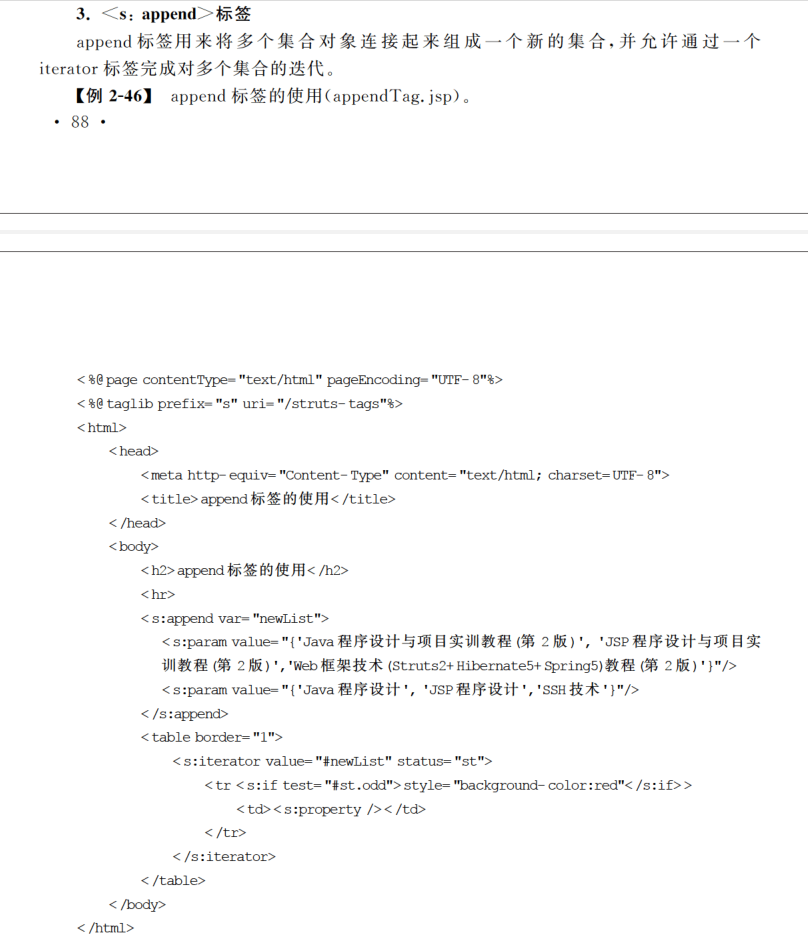 3. <s: append>标签
append 标签用来将多个集合对象连接起来组成一个新的集合,并允许通过一个
iterator 标签完成对多个集合的迭代。
【例 2-46】 append 标签的使用(appendTag.jsp)。
• 88 •
<%@page contentType="text/html" pageEncoding="UTF-8"%>
<%@taglib prefix="s" uri="/struts-tags"%>
<html>
<head>
<meta http-equiv="Content-Type" content="text/html; charset=UTF-8">
<title>append 标签的使用</title>
</head>
<body>
<h2>append 标签的使用</h2>
<hr>
<s:append var="newList">
<s:param value="{'Java 程序设计与项目实训教程(第 2 版)', 'JSP 程序设计与项目实
训教程(第 2 版)','Web 框架技术(Struts2+Hibernate5+Spring5)教程(第 2 版)'}"/>
<s:param value="{'Java 程序设计', 'JSP 程序设计','SSH 技术'}"/>
</s:append>
<table border="1">
<s:iterator value="#newList" status="st">
<tr <s:if test="#st.odd">style="background-color:red"</s:if>>
<td><s:property /></td>
</tr>
</s:iterator>
</table>
</body>
</html>